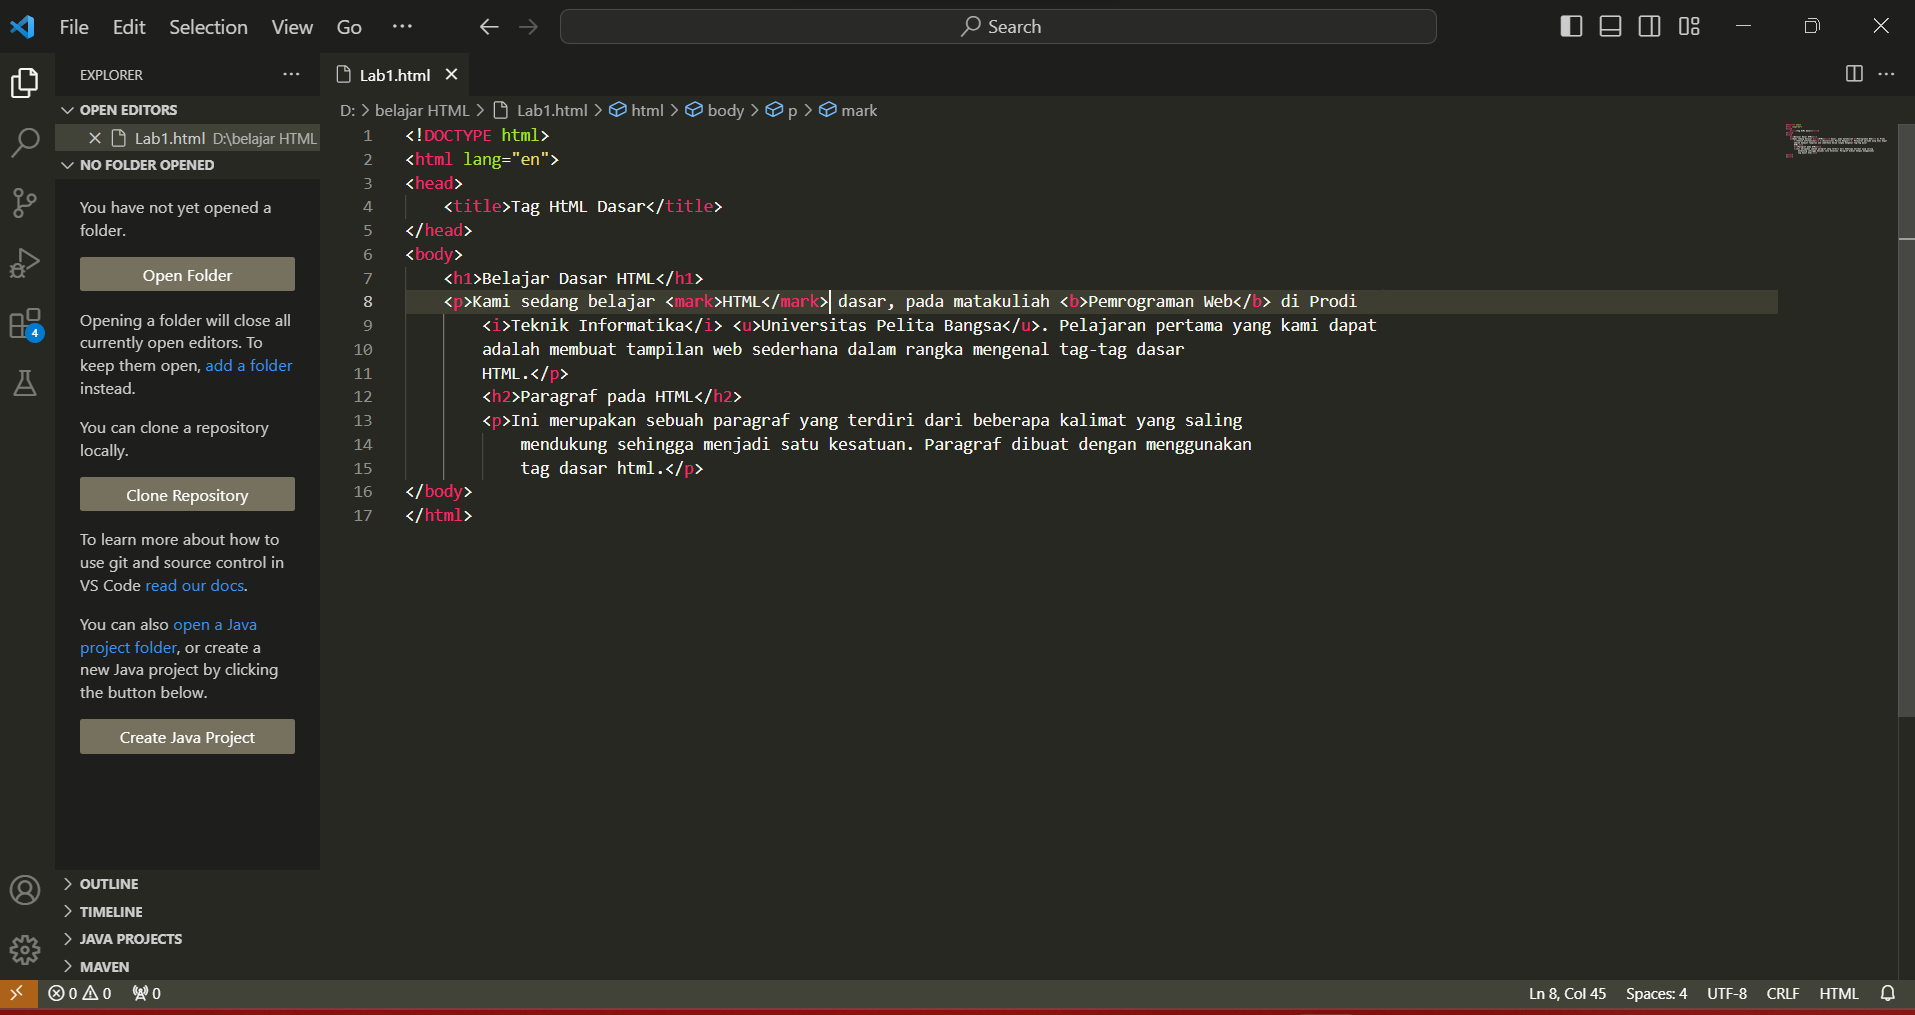 File Edit Selection View Go ··· Search
EXPLORER ···
OPEN EDITORS
Lab1.html D:\belajar HTML
NO FOLDER OPENED
You have not yet opened a
folder.
Open Folder
Opening a folder will close all
currently open editors. To
keep them open, add a folder
instead.
You can clone a repository
locally.
Clone Repository
To learn more about how to
use git and source control in
VS Code read our docs.
You can also open a Java
project folder, or create a
new Java project by clicking
the button below.
Create Java Project
OUTLINE
TIMELINE
JAVA PROJECTS
MAVEN
4
Lab1.html
D: > belajar HTML > Lab1.html > html > body > p > mark
1 <!DOCTYPE html>
2 <html lang="en">
3 <head>
4 <title>Tag HtML Dasar</title>
5 </head>
6 <body>
7 <h1>Belajar Dasar HTML</h1>
8 <p>Kami sedang belajar <mark>HTML</mark> dasar, pada matakuliah <b>Pemrograman Web</b> di Prodi
9 <i>Teknik Informatika</i> <u>Universitas Pelita Bangsa</u>. Pelajaran pertama yang kami dapat
10 adalah membuat tampilan web sederhana dalam rangka mengenal tag-tag dasar
11 HTML.</p>
12 <h2>Paragraf pada HTML</h2>
13 <p>Ini merupakan sebuah paragraf yang terdiri dari beberapa kalimat yang saling
14 mendukung sehingga menjadi satu kesatuan. Paragraf dibuat dengan menggunakan
15 tag dasar html.</p>
16 </body>
17 </html>
0 0 0 Ln 8, Col 45 Spaces: 4 UTF-8 CRLF HTML